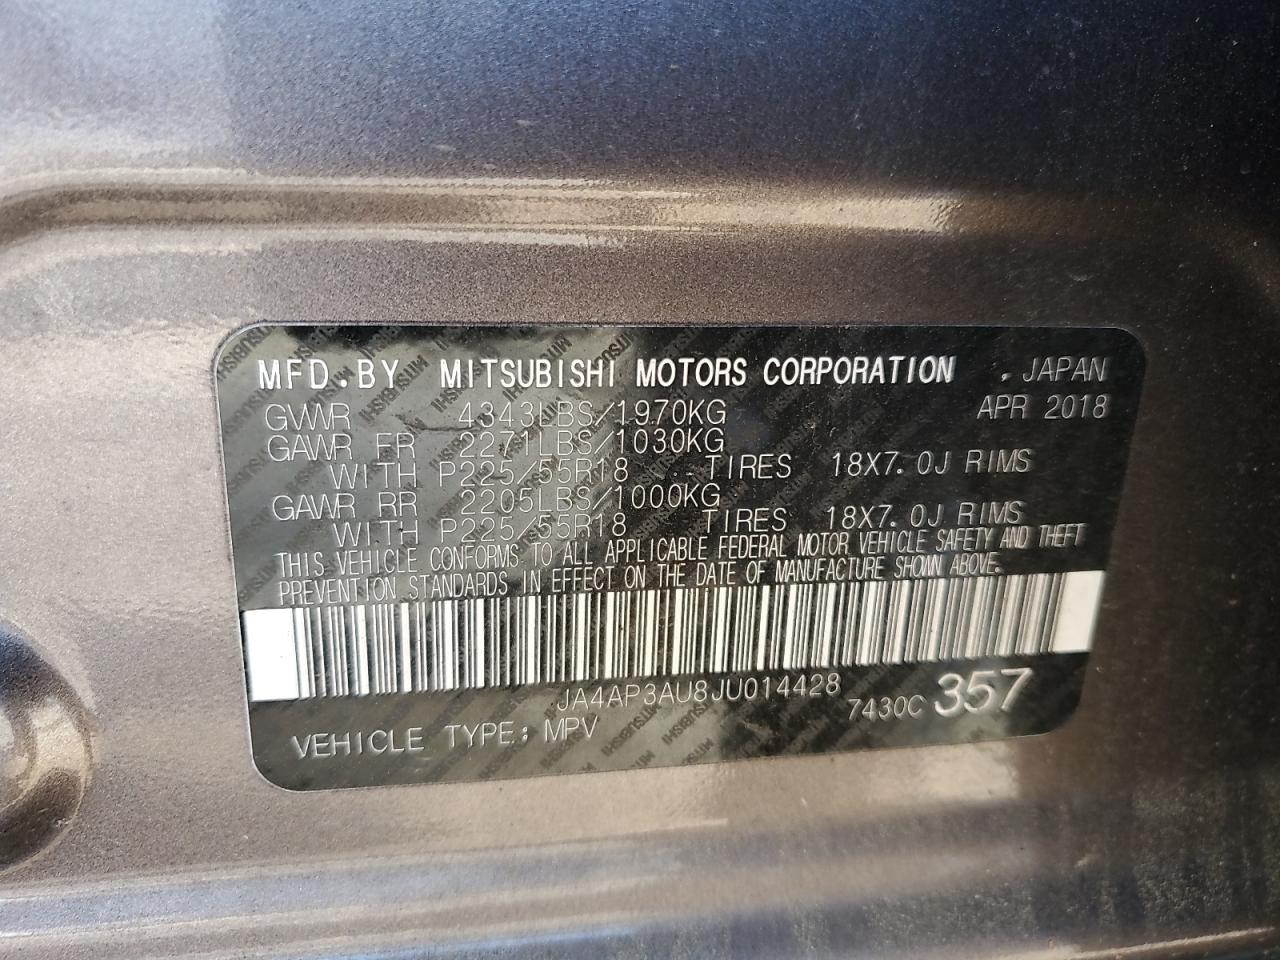 MFD.BY MITSUBISHI MOTORS CORPORATION . JAPAN
GVWR 4343LBS/1970KG APR 2018
GAWR FR 2271LBS/1030KG
WITH P225/55R18 TIRES 18X7.0J RIMS
GAWR RR 2205LBS/1000KG
WITH P225/55R18 TIRES 18X7.0J RIMS
THIS VEHICLE CONFORMS TO ALL APPLICABLE FEDERAL MOTOR VEHICLE SAFETY AND THEFT
PREVENTION STANDARDS IN EFFECT ON THE DATE OF MANUFACTURE SHOWN ABOVE.
JA4AP3AU8JU014428 7430C 357
VEHICLE TYPE: MPV